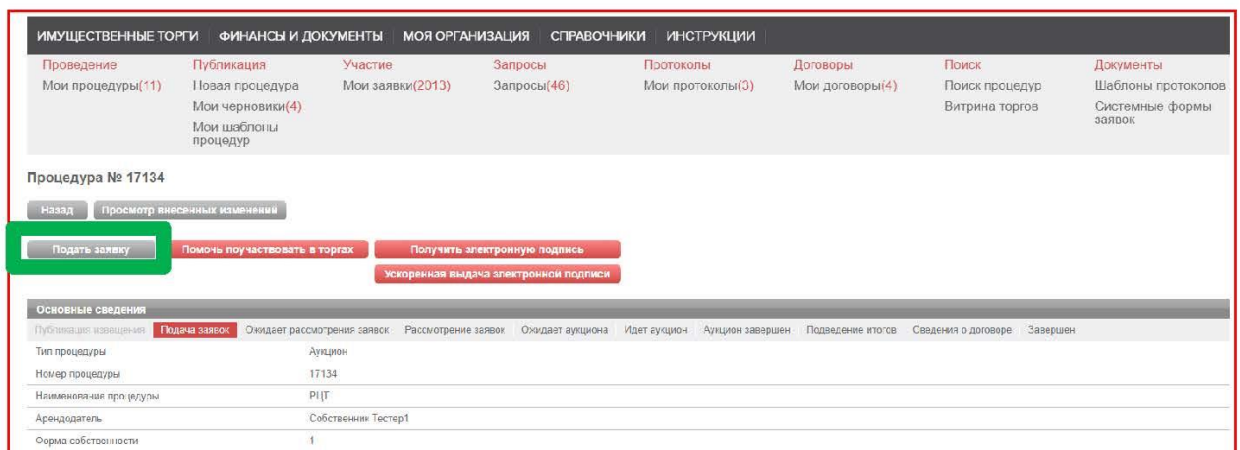 ИМУЩЕСТВЕННЫЕ ТОРГИ ФИНАНСЫ И ДОКУМЕНТЫ МОЯ ОРГАНИЗАЦИЯ СПРАВОЧНИКИ ИНСТРУКЦИИ
Проведение Публикация Участие Запросы Протоколы Договоры Поиск Документы
Мои процедуры(11) Новая процедура Мои заявки(2013) Запросы(46) Мои протоколы(3) Мои договоры(4) Поиск процедур Шаблоны протоколов
Мои черновики(4) Витрина торгов Системные формы
заявок
Мои шаблоны
процедур
Процедура № 17134
Назад Просмотр внесенных изменений
Подать заявку Помочь поучаствовать в торгах Получить электронную подпись
Ускоренная выдача электронной подписи
Основные сведения
Публикация извещения Подача заявок Ожидает рассмотрения заявок Рассмотрение заявок Ожидает аукциона Идет аукцион Аукцион завершен Подведение итогов Сведения о договоре Завершен
Тип процедуры Аукцион
Номер процедуры 17134
Наименование процедуры РЦТ
Арендодатель Собственник Тестер1
Форма собственности 1